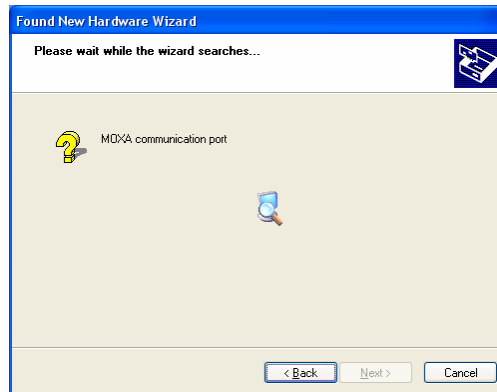 Found New Hardware Wizard
Please wait while the wizard searches...
MOXA communication port
< Back
Next >
Cancel